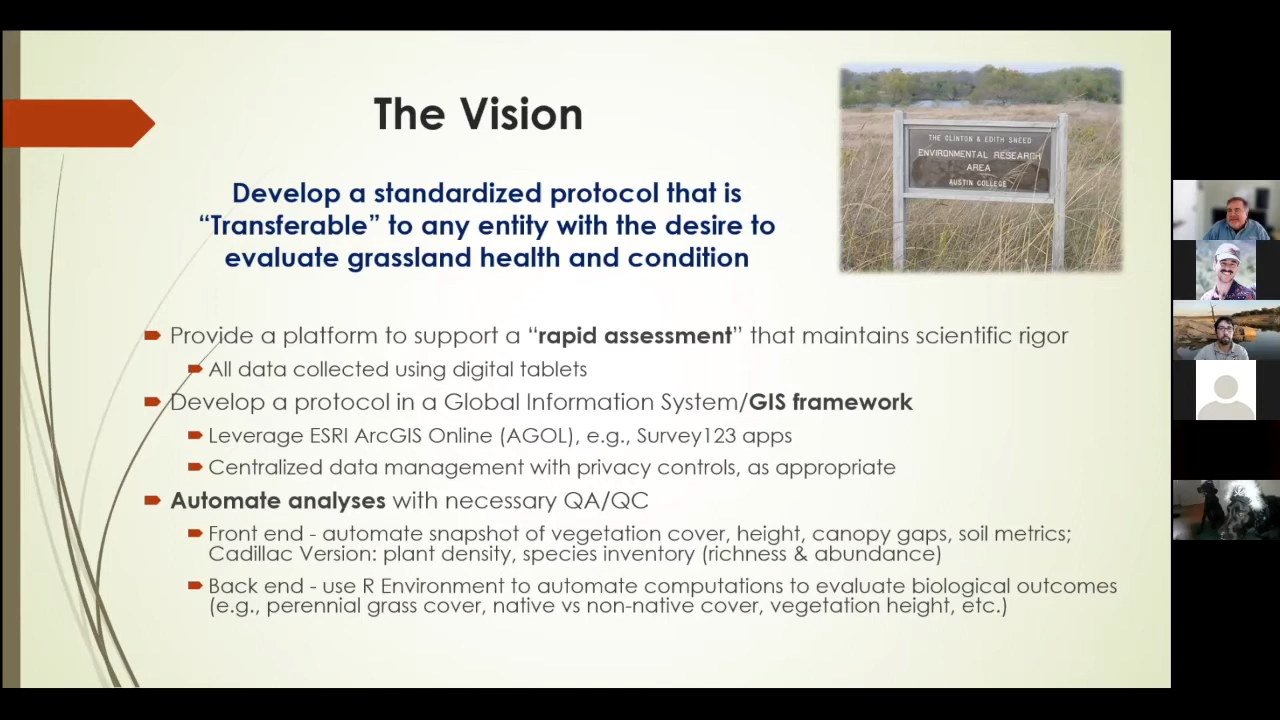 The Vision
THE CLINTON & EDITH SNEED
ENVIRONMENTAL RESEARCH
AREA
AUSTIN COLLEGE
Develop a standardized protocol that is
“Transferable” to any entity with the desire to
evaluate grassland health and condition
Provide a platform to support a “rapid assessment” that maintains scientific rigor
All data collected using digital tablets
Develop a protocol in a Global Information System/GIS framework
Leverage ESRI ArcGIS Online (AGOL), e.g., Survey123 apps
Centralized data management with privacy controls, as appropriate
Automate analyses with necessary QA/QC
Front end - automate snapshot of vegetation cover, height, canopy gaps, soil metrics;
Cadillac Version: plant density, species inventory (richness & abundance)
Back end - use R Environment to automate computations to evaluate biological outcomes
(e.g., perennial grass cover, native vs non-native cover, vegetation height, etc.)